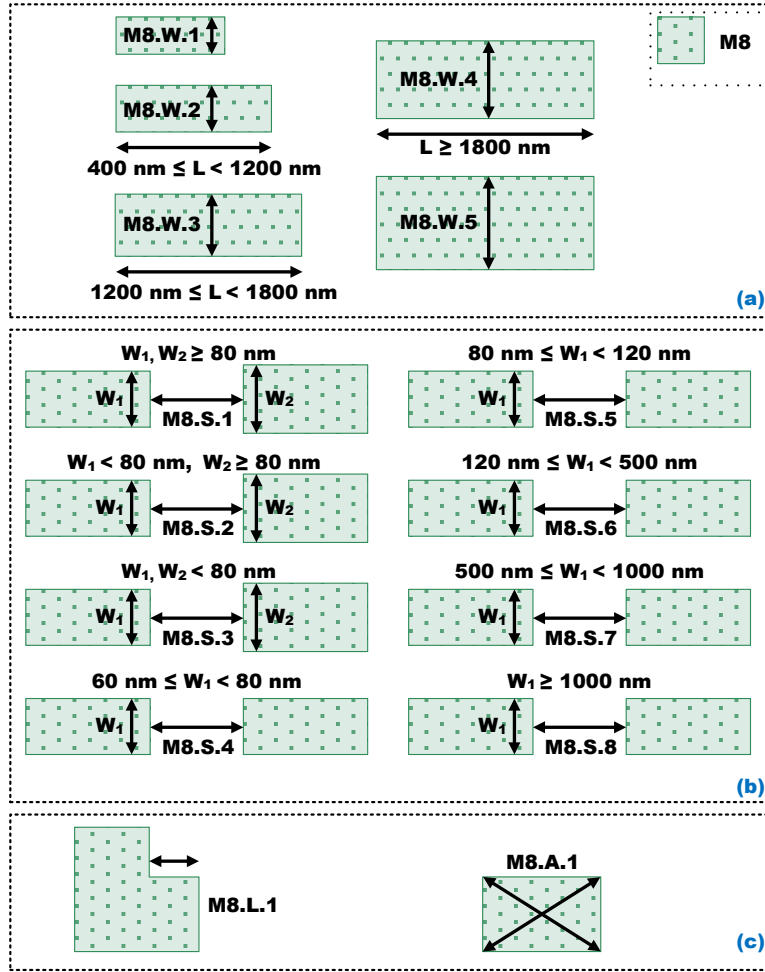 M8.W.1
M8
M8.W.4
M8.W.2
L ≥ 1800 nm
400 nm ≤ L < 1200 nm
M8.W.3
M8.W.5
1200 nm ≤ L < 1800 nm
(a)
W₁, W₂ ≥ 80 nm
W₁
M8.S.1
W₂
80 nm ≤ W₁ < 120 nm
W₁
M8.S.5
W₁ < 80 nm, W₂ ≥ 80 nm
W₁
M8.S.2
W₂
120 nm ≤ W₁ < 500 nm
W₁
M8.S.6
W₁, W₂ < 80 nm
W₁
M8.S.3
W₂
500 nm ≤ W₁ < 1000 nm
W₁
M8.S.7
60 nm ≤ W₁ < 80 nm
W₁
M8.S.4
W₁ ≥ 1000 nm
W₁
M8.S.8
(b)
M8.L.1
M8.A.1
(c)